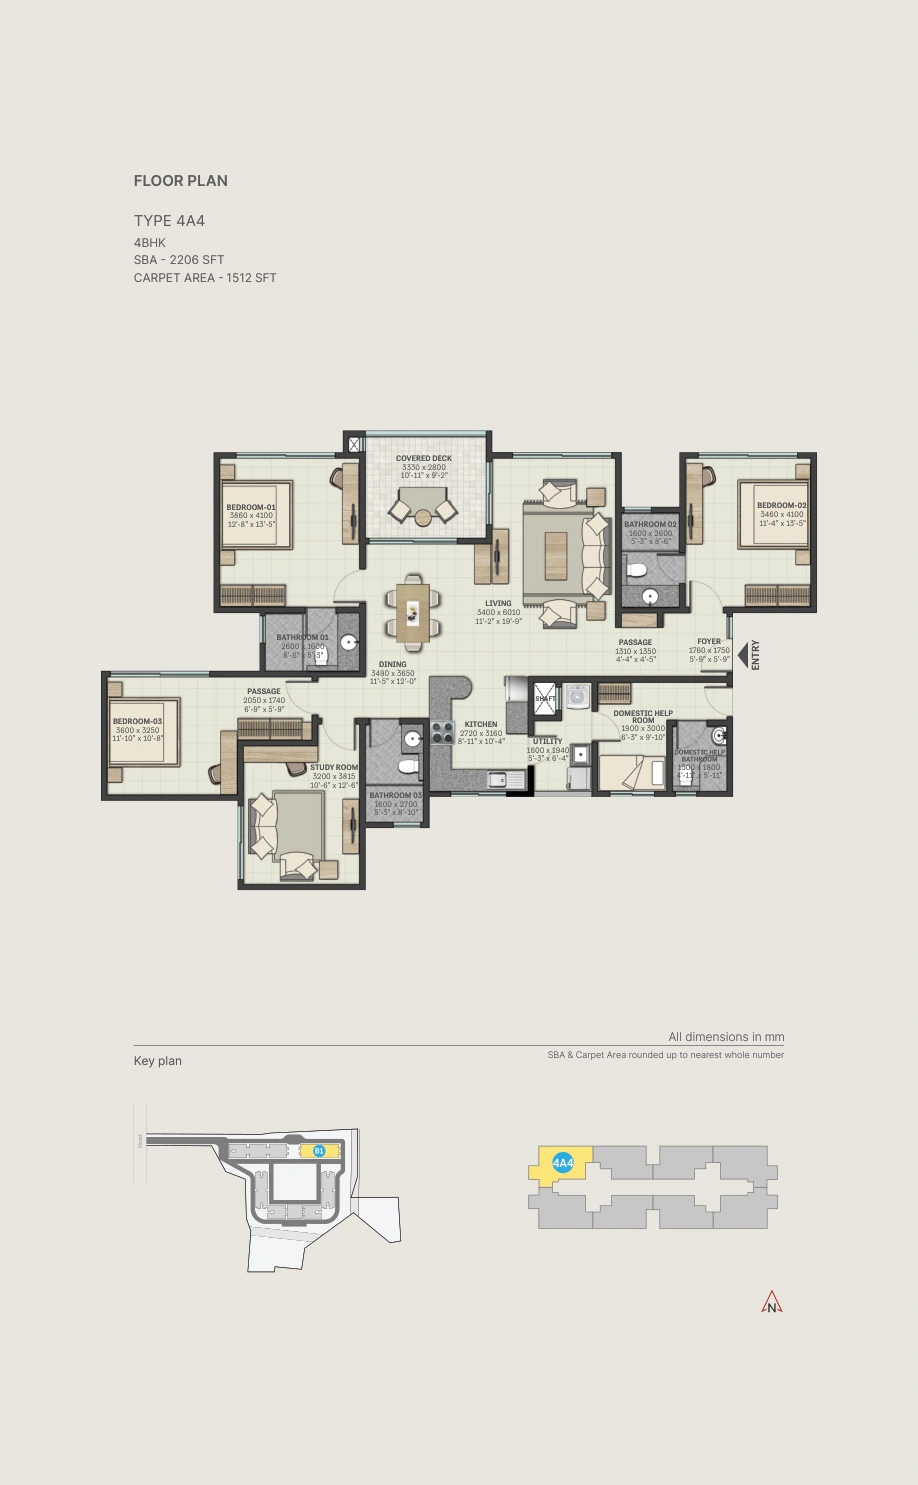 FLOOR PLAN
TYPE 4A4
4BHK
SBA - 2206 SFT
CARPET AREA - 1512 SFT
COVERED DECK
3330 x 2800
10'-11" x 9'-2"
BEDROOM-01
3860 x 4100
12'-8" x 13'-5"
BEDROOM-02
3460 x 4100
11'-4" x 13'-5"
BATHROOM 02
1600 x 2600
5'-3" x 8'-6"
LIVING
3400 x 6010
11'-2" x 19'-9"
BATHROOM 01
2600 x 1600
8'-6" x 5'-3"
PASSAGE
1310 x 1350
4'-4" x 4'-5"
FOYER
1760 x 1750
5'-9" x 5'-9"
ENTRY
DINING
3490 x 3650
11'-5" x 12'-0"
PASSAGE
2050 x 1740
6'-9" x 5'-9"
SHAFT
BEDROOM-03
3600 x 3250
11'-10" x 10'-8"
KITCHEN
2720 x 3160
8'-11" x 10'-4"
DOMESTIC HELP
ROOM
1900 x 3000
6'-3" x 9'-10"
UTILITY
1600 x 1940
5'-3" x 6'-4"
DOMESTIC HELP
BATHROOM
1500 x 1800
4'-11" x 5'-11"
STUDY ROOM
3200 x 3815
10'-6" x 12'-6"
BATHROOM 03
1600 x 2700
5'-3" x 8'-10"
All dimensions in mm
SBA & Carpet Area rounded up to nearest whole number
Key plan
Road
B1
4A4
N